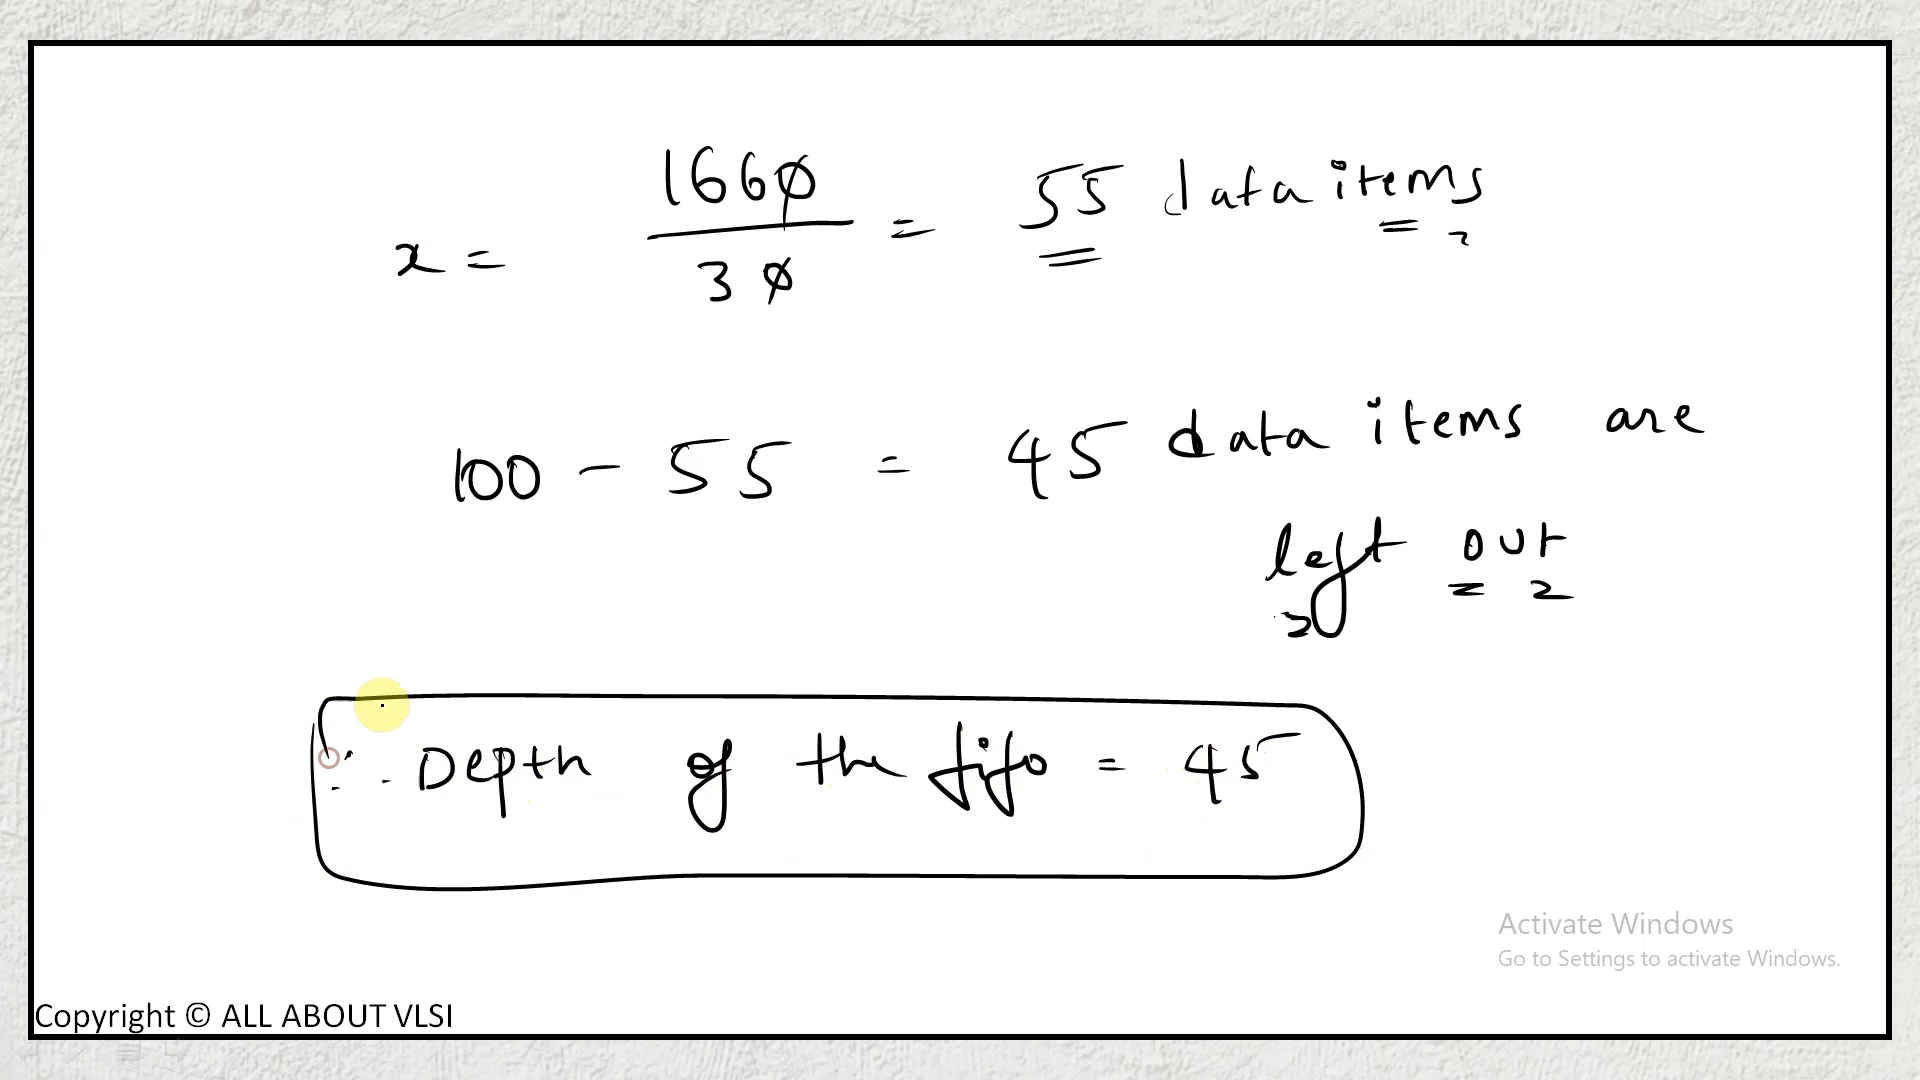 x = 1660 / 30 = 55 data items
100 - 55 = 45 data items are
left out
∴ Depth of the fifo = 45
Activate Windows
Go to Settings to activate Windows.
Copyright © ALL ABOUT VLSI